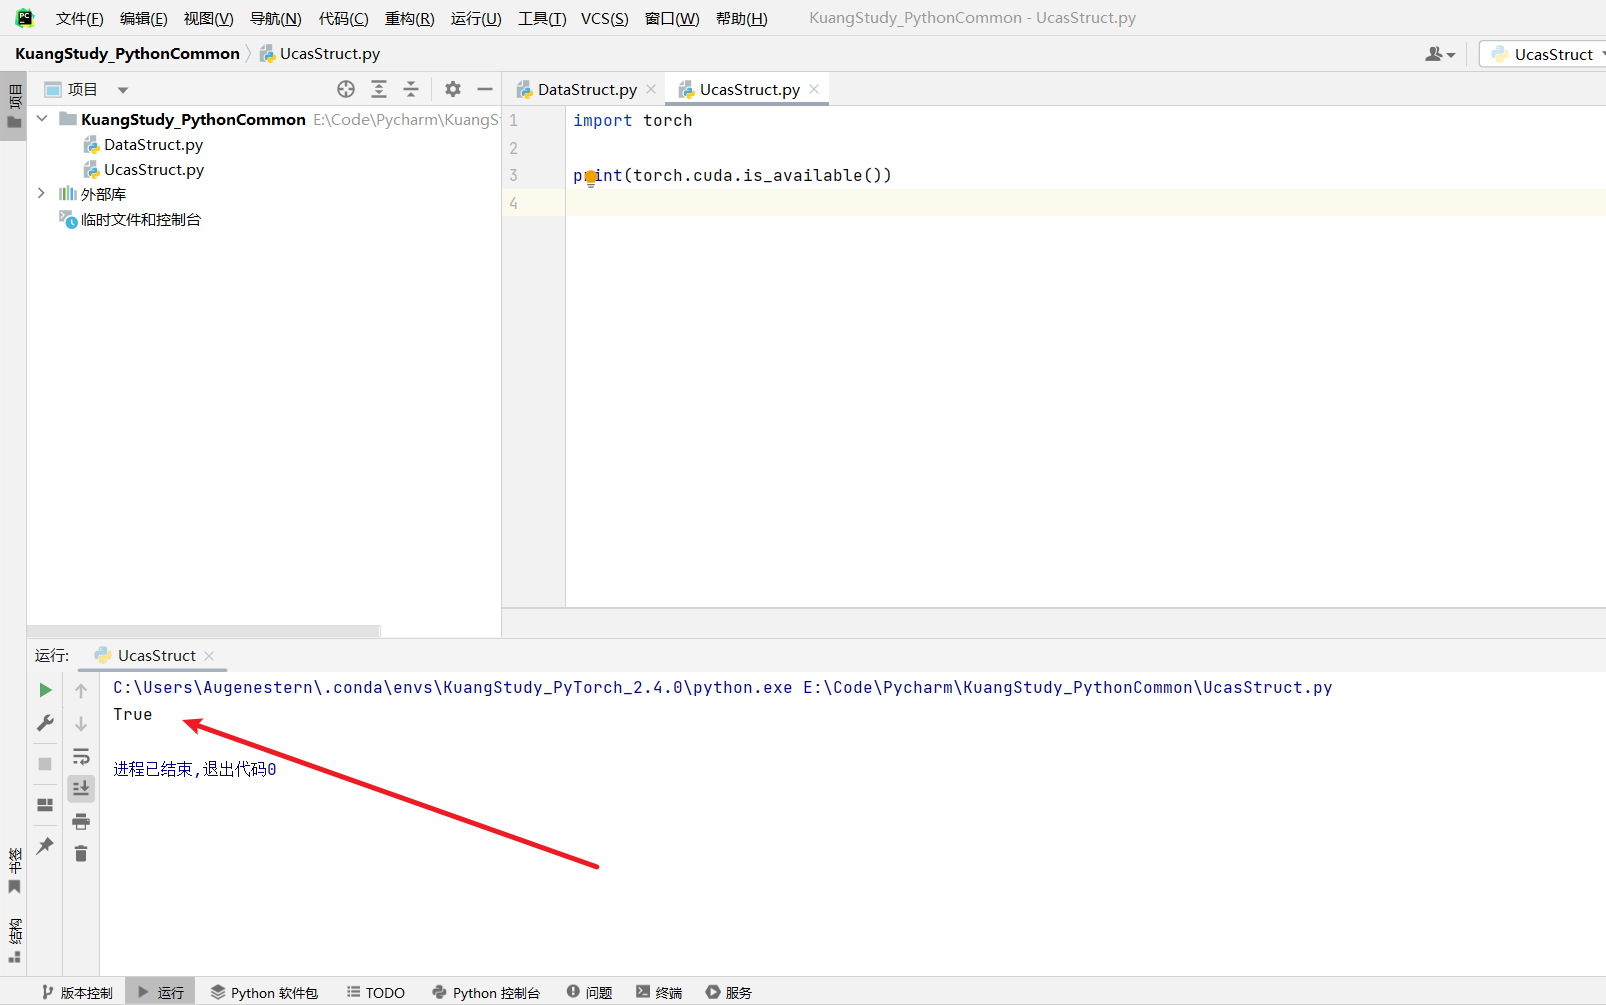 文件(F) 编辑(E) 视图(V) 导航(N) 代码(C) 重构(R) 运行(U) 工具(T) VCS(S) 窗口(W) 帮助(H) KuangStudy_PythonCommon - UcasStruct.py
KuangStudy_PythonCommon UcasStruct.py UcasStruct
项目
项目 DataStruct.py UcasStruct.py
KuangStudy_PythonCommon E:\Code\Pycharm\KuangS
DataStruct.py
UcasStruct.py
外部库
临时文件和控制台
1 import torch
2
3 print(torch.cuda.is_available())
4
运行: UcasStruct
C:\Users\Augenestern\.conda\envs\KuangStudy_PyTorch_2.4.0\python.exe E:\Code\Pycharm\KuangStudy_PythonCommon\UcasStruct.py
True
进程已结束,退出代码0
书签
结构
版本控制 运行 Python 软件包 TODO Python 控制台 问题 终端 服务